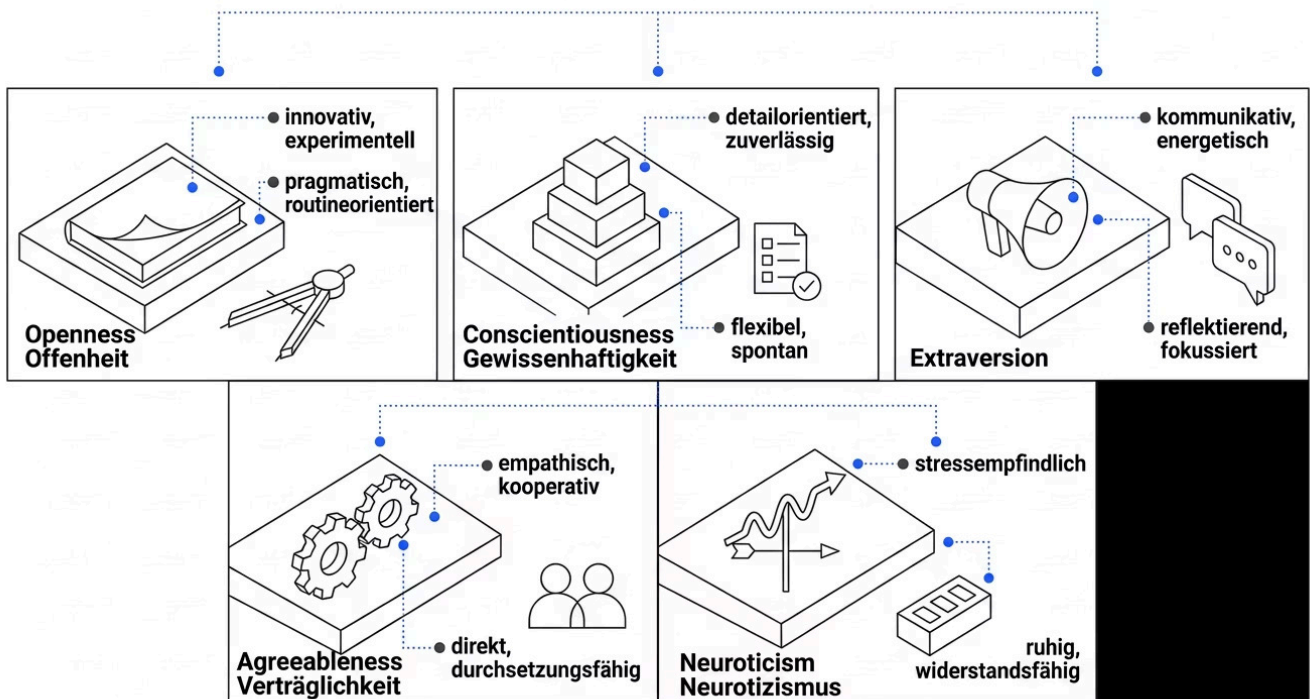 innovativ,
experimentell
pragmatisch,
routineorientiert
Openness
Offenheit
detailorientiert,
zuverlässig
flexibel,
spontan
Conscientiousness
Gewissenhaftigkeit
kommunikativ,
energetisch
reflektierend,
fokussiert
Extraversion
empathisch,
kooperativ
direkt,
durchsetzungsfähig
Agreeableness
Verträglichkeit
stressempfindlich
ruhig,
widerstandsfähig
Neuroticism
Neurotizismus